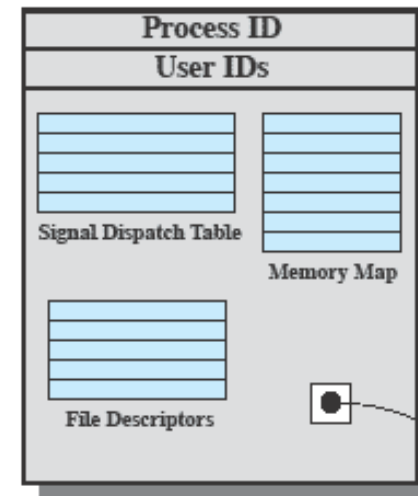 Process ID
User IDs
Signal Dispatch Table
Memory Map
File Descriptors